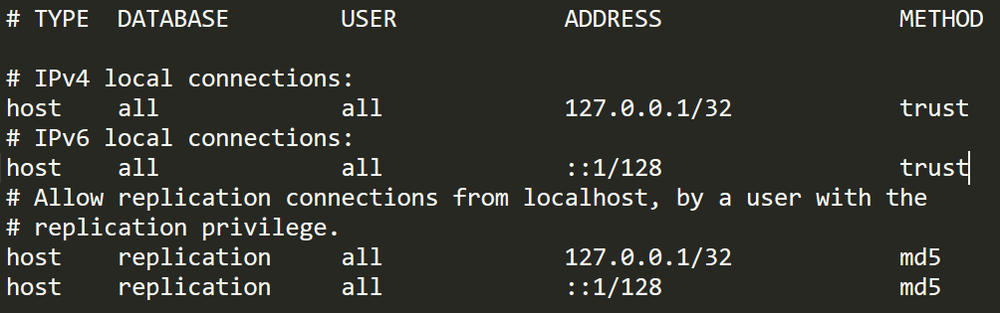 # TYPE  DATABASE        USER            ADDRESS                 METHOD

# IPv4 local connections:
host    all             all             127.0.0.1/32            trust
# IPv6 local connections:
host    all             all             ::1/128                 trust
# Allow replication connections from localhost, by a user with the
# replication privilege.
host    replication     all             127.0.0.1/32            md5
host    replication     all             ::1/128                 md5